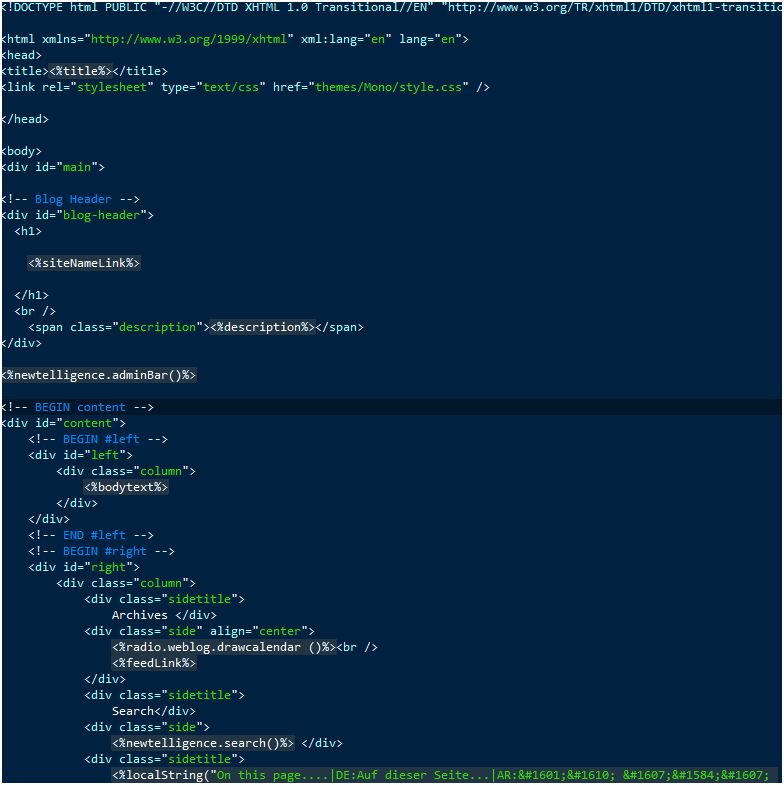 <!DOCTYPE html PUBLIC "-//W3C//DTD XHTML 1.0 Transitional//EN" "http://www.w3.org/TR/xhtml1/DTD/xhtml1-transitio
<html xmlns="http://www.w3.org/1999/xhtml" xml:lang="en" lang="en">
<head>
<title><%title%></title>
<link rel="stylesheet" type="text/css" href="themes/Mono/style.css" />
</head>
<body>
<div id="main">
<!-- Blog Header -->
<div id="blog-header">
<h1>
<%siteNameLink%>
</h1>
<br />
<span class="description"><%description%></span>
</div>
<%newtelligence.adminBar()%>
<!-- BEGIN content -->
<div id="content">
<!-- BEGIN #left -->
<div id="left">
<div class="column">
<%bodytext%>
</div>
</div>
<!-- END #left -->
<!-- BEGIN #right -->
<div id="right">
<div class="column">
<div class="sidetitle">
Archives </div>
<div class="side" align="center">
<%radio.weblog.drawcalendar ()%><br />
<%feedLink%>
</div>
<div class="sidetitle">
Search</div>
<div class="side">
<%newtelligence.search()%> </div>
<div class="sidetitle">
<%localString("On this page....|DE:Auf dieser Seite...|AR:&#1601;&#1610; &#1607;&#1584;&#1607;